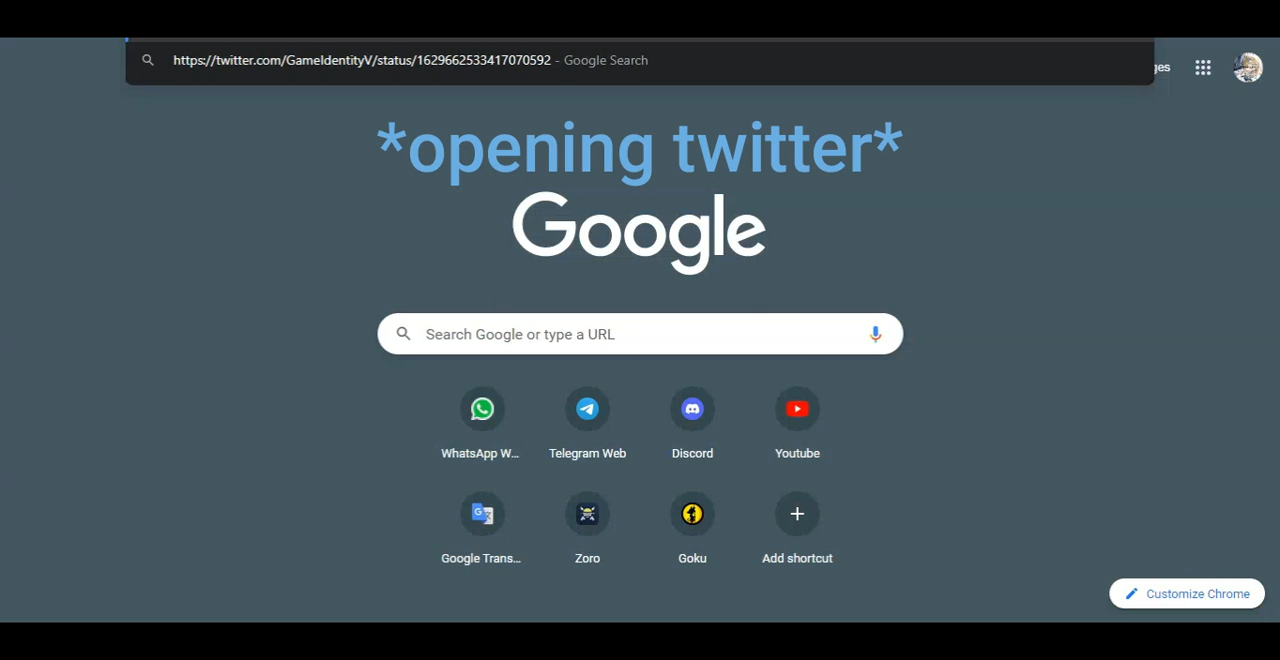 https://twitter.com/GameIdentityV/status/1629662533417070592 - Google Search
ges
*opening twitter*
Google
Search Google or type a URL
WhatsApp W...
Telegram Web
Discord
Youtube
Google Trans...
Zoro
Goku
Add shortcut
Customize Chrome